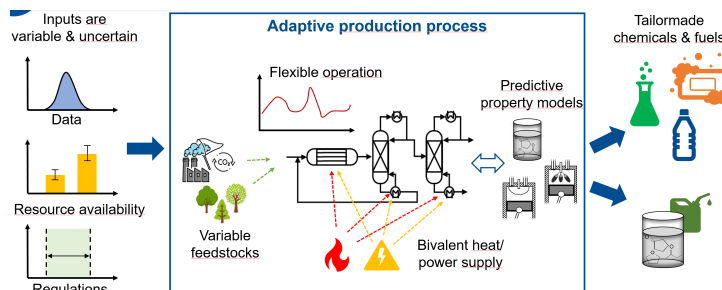 Inputs are
variable & uncertain
Data
Resource availability
Regulations
Adaptive production process
Flexible operation
CO₂
Variable
feedstocks
Bivalent heat/
power supply
Predictive
property models
Tailormade
chemicals & fuels